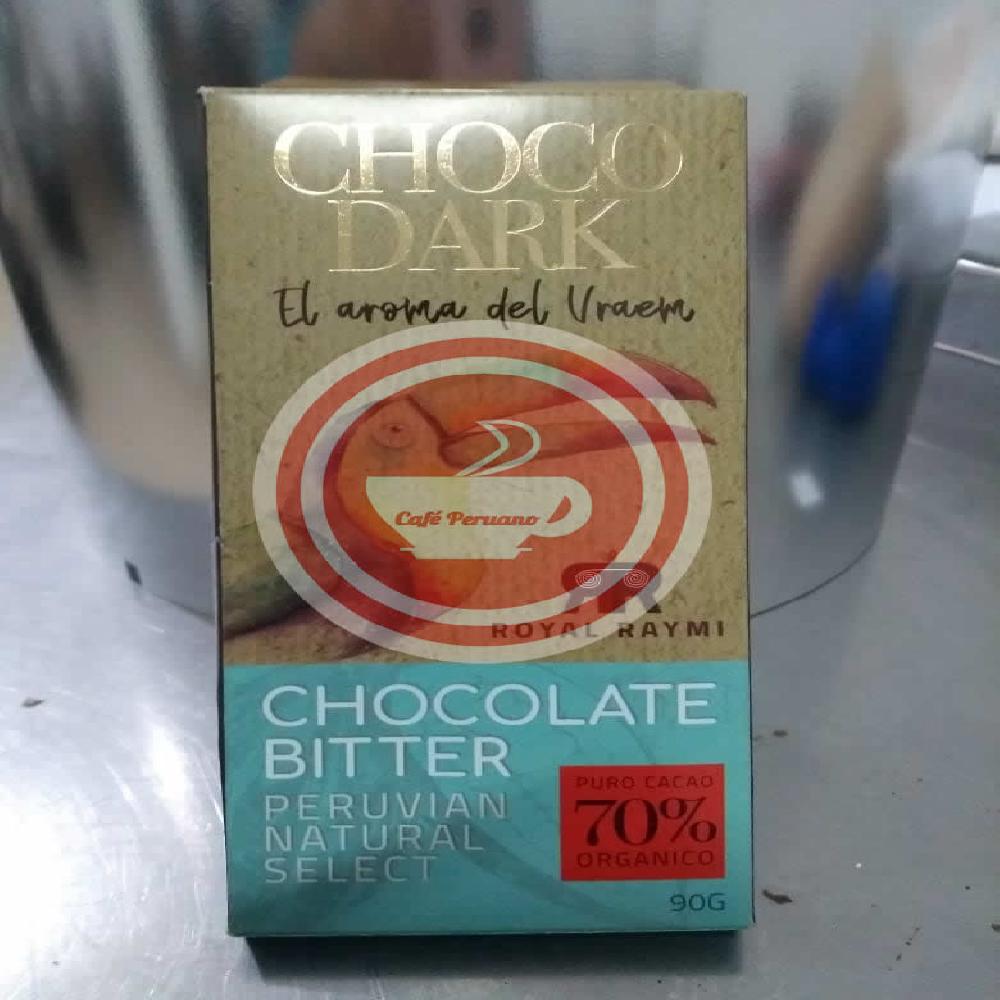 CHOCO
DARK
El aroma del Vraem
Café Peruano
ROYAL RAYMI
CHOCOLATE
BITTER
PERUVIAN
NATURAL
SELECT
PURO CACAO
70%
ORGANICO
90G